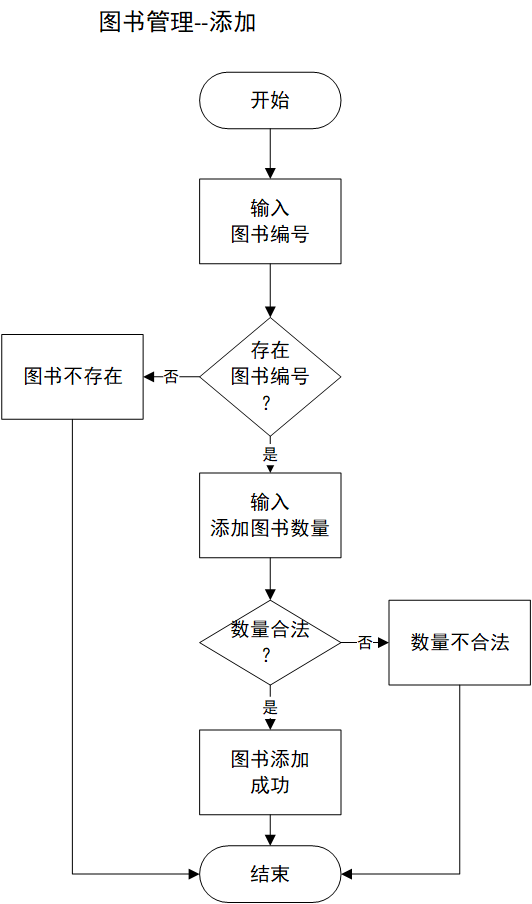 图书管理--添加
开始
输入
图书编号
存在
图书编号
？
否
图书不存在
是
输入
添加图书数量
数量合法
？
否
数量不合法
是
图书添加
成功
结束